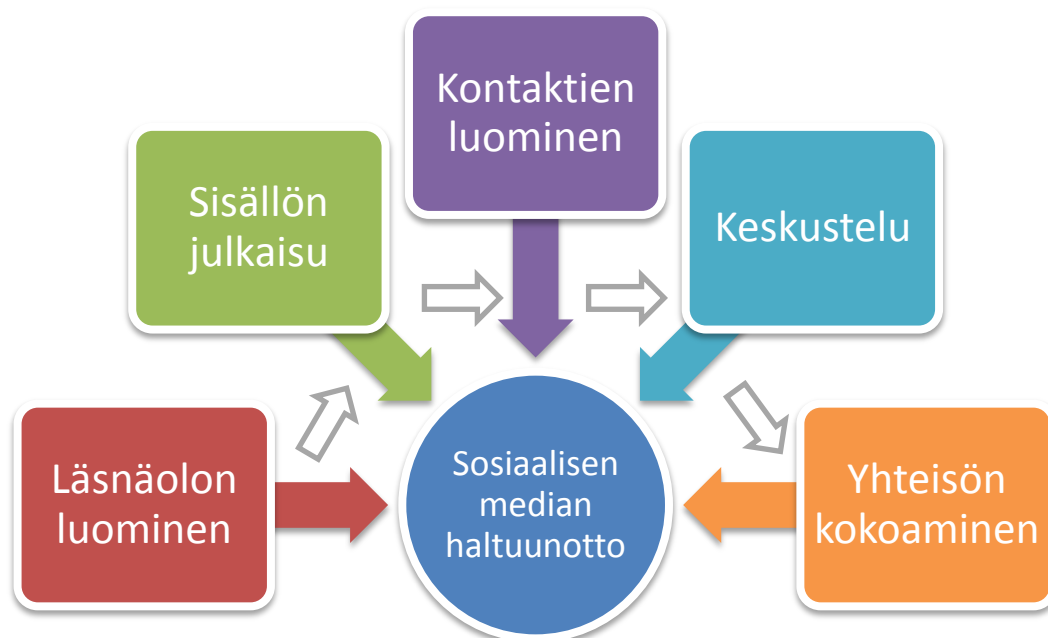 Kontaktien
luominen
Sisällön
julkaisu
Keskustelu
Läsnäolon
luominen
Sosiaalisen
median
haltuunotto
Yhteisön
kokoaminen